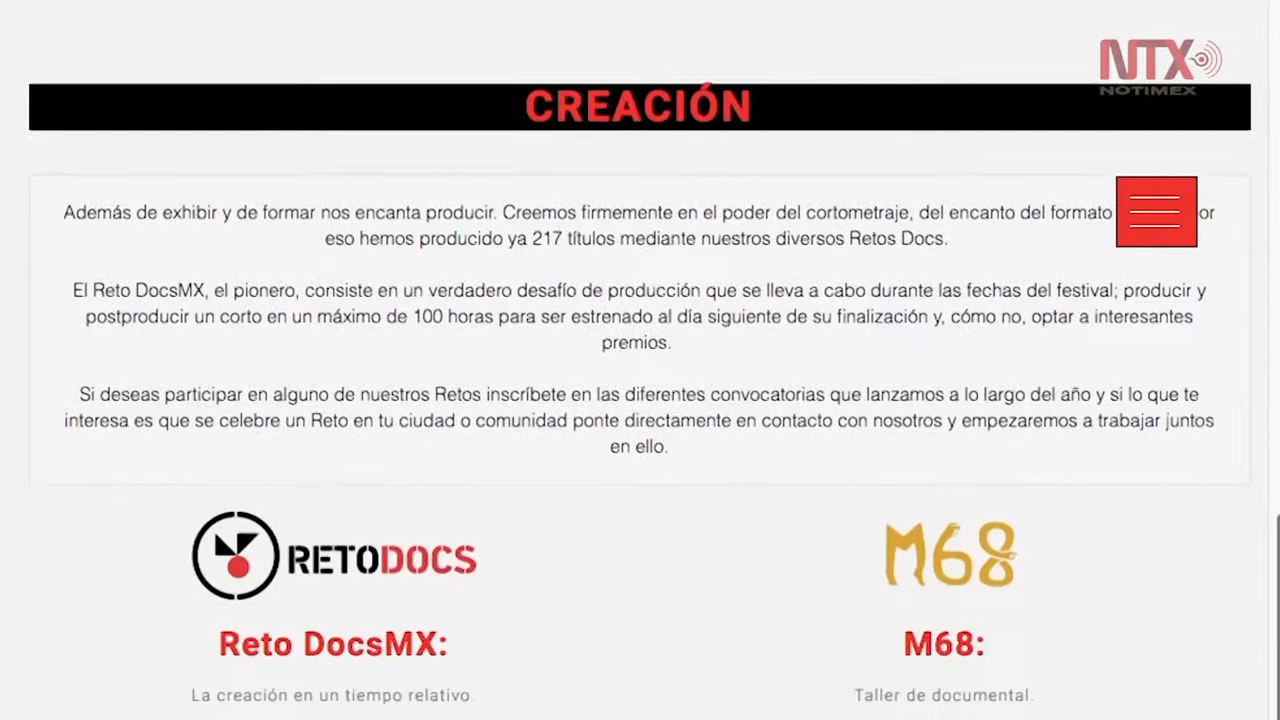 NTX
NOTIMEX
CREACIÓN
Además de exhibir y de formar nos encanta producir. Creemos firmemente en el poder del cortometraje, del encanto del formato or
eso hemos producido ya 217 títulos mediante nuestros diversos Retos Docs.
El Reto DocsMX, el pionero, consiste en un verdadero desafío de producción que se lleva a cabo durante las fechas del festival; producir y
postproducir un corto en un máximo de 100 horas para ser estrenado al día siguiente de su finalización y, cómo no, optar a interesantes
premios.
Si deseas participar en alguno de nuestros Retos inscríbete en las diferentes convocatorias que lanzamos a lo largo del año y si lo que te
interesa es que se celebre un Reto en tu ciudad o comunidad ponte directamente en contacto con nosotros y empezaremos a trabajar juntos
en ello.
RETODOCS
M68
Reto DocsMX:
M68:
La creación en un tiempo relativo.
Taller de documental.